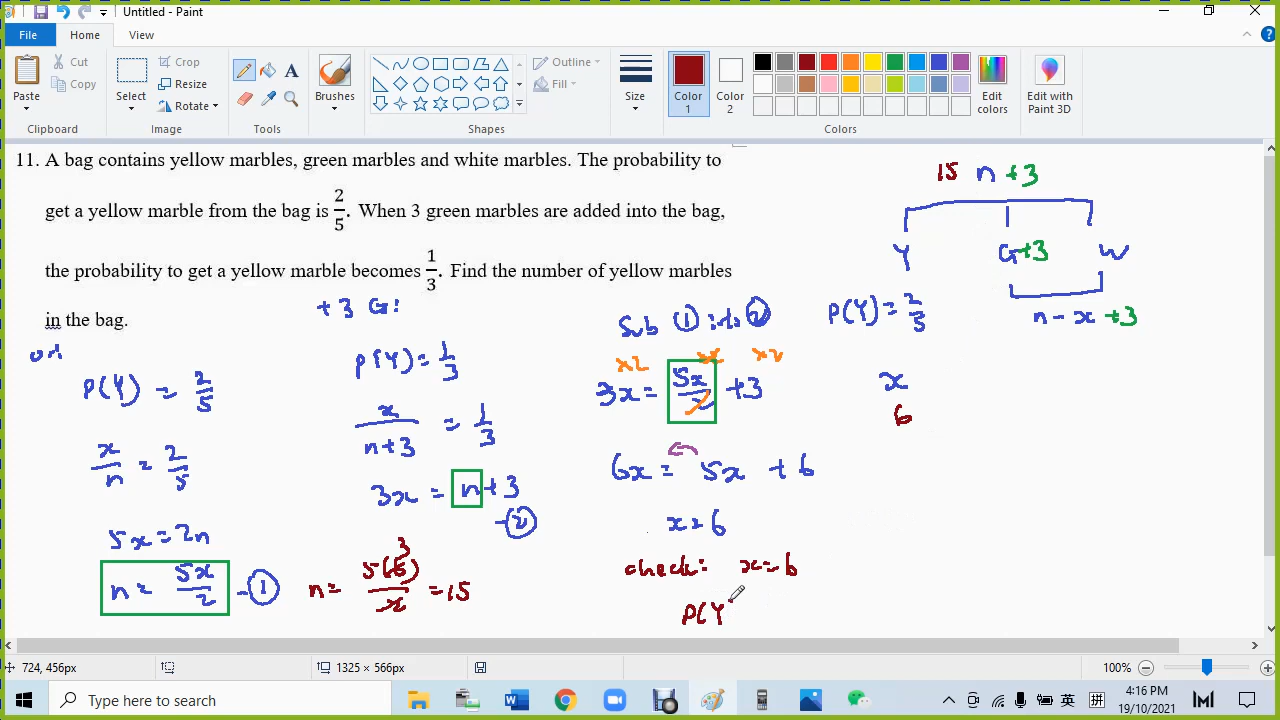 Untitled - Paint
File
Home
View
Paste
Cut
Copy
Clipboard
Select
Crop
Resize
Rotate
Image
A
Tools
Brushes
Shapes
Outline
Fill
Size
Color 1
Color 2
Edit colors
Edit with Paint 3D
Colors
11. A bag contains yellow marbles, green marbles and white marbles. The probability to
get a yellow marble from the bag is 2/5. When 3 green marbles are added into the bag,
the probability to get a yellow marble becomes 1/3. Find the number of yellow marbles
in the bag.
15 n +3
Y G+3 W
P(Y) = 2/5
n - x +3
x
6
P(Y) = 2/5
x/n = 2/5
5x = 2n
n = 5x/2 - ①
+3 G:
P(Y) = 1/3
x/(n+3) = 1/3
3x = n+3
- ②
3
n = 5(6)/2 = 15
Sub ① into ②
x2 x2 x2
3x = 5x/2 +3
6x = 5x + 6
x = 6
check: x = 6
P(Y
724, 456px
1325 × 566px
100%
Type here to search
英
拼
4:16 PM
19/10/2021